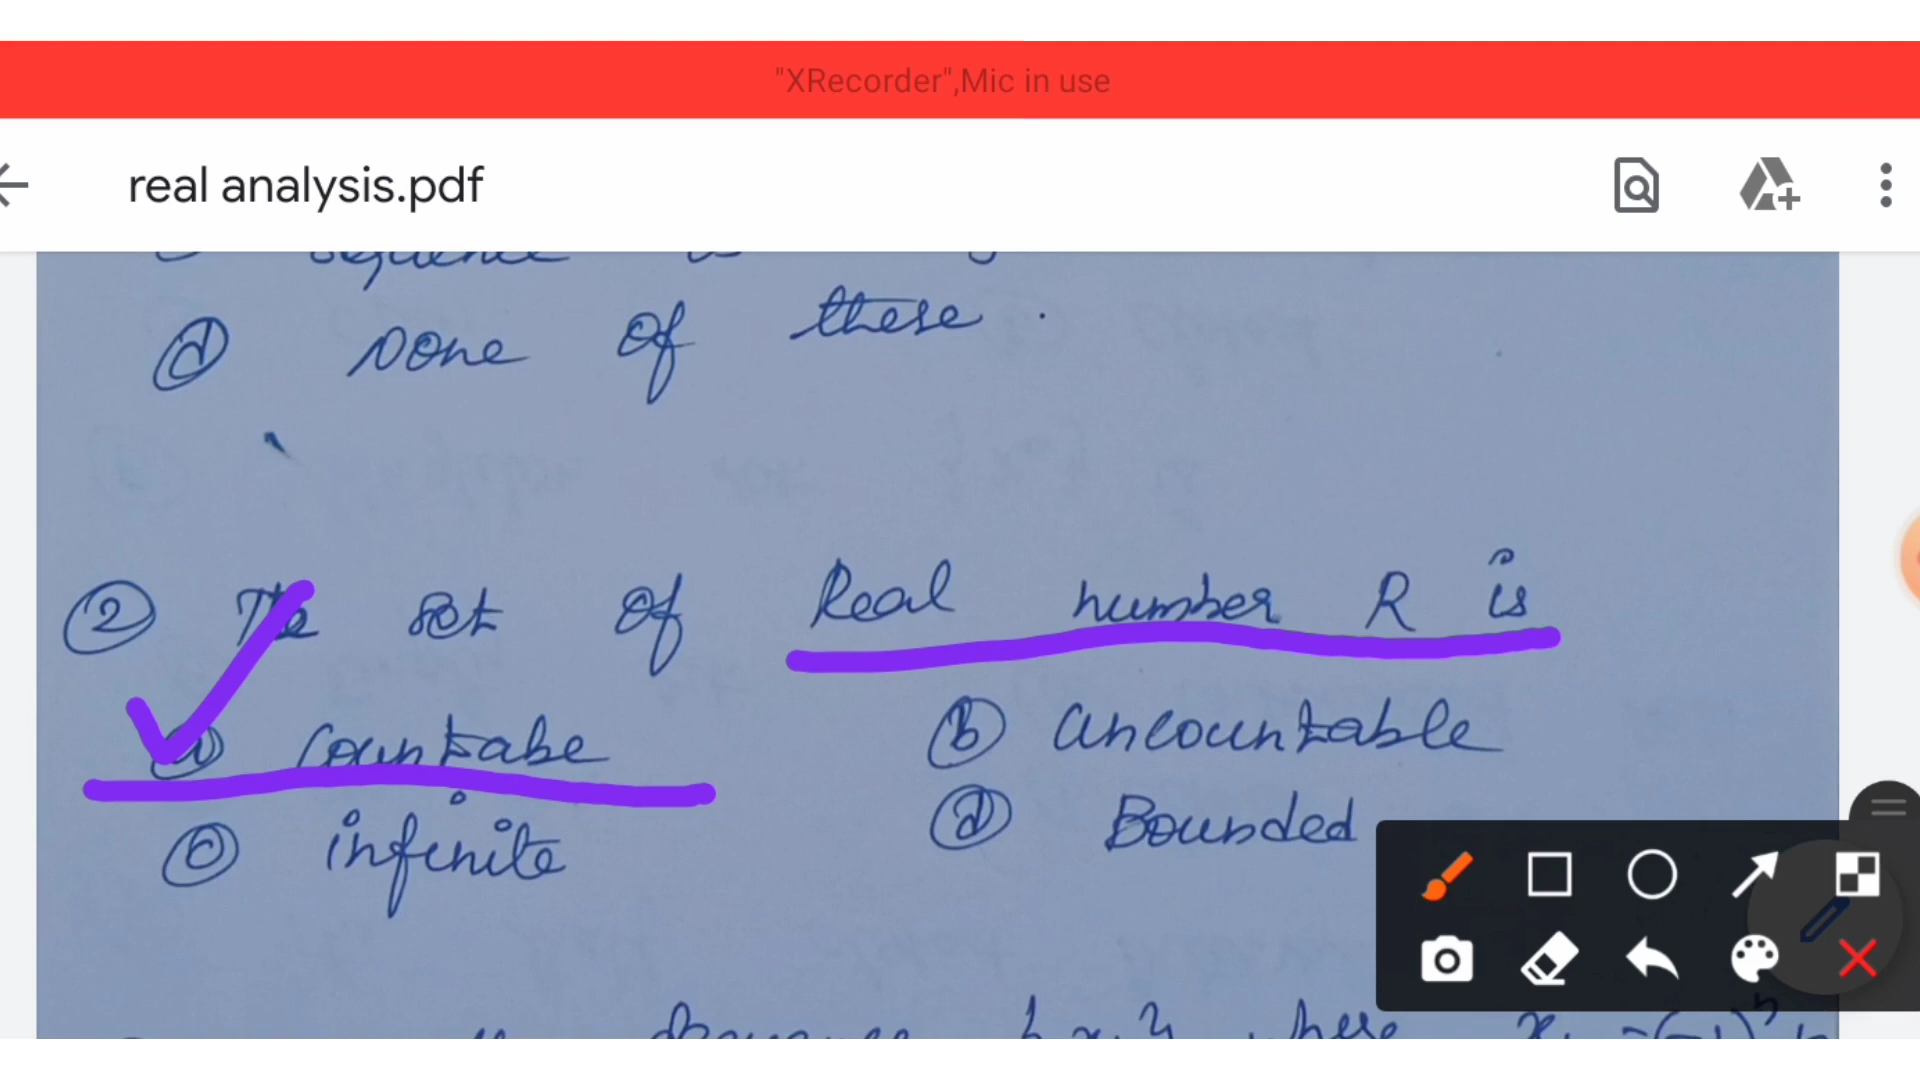 "XRecorder",Mic in use
real analysis.pdf
(d) none of these .
(2) The set of Real number R is
(a) Countabe (b) Uncountable
(c) infinite (d) Bounded